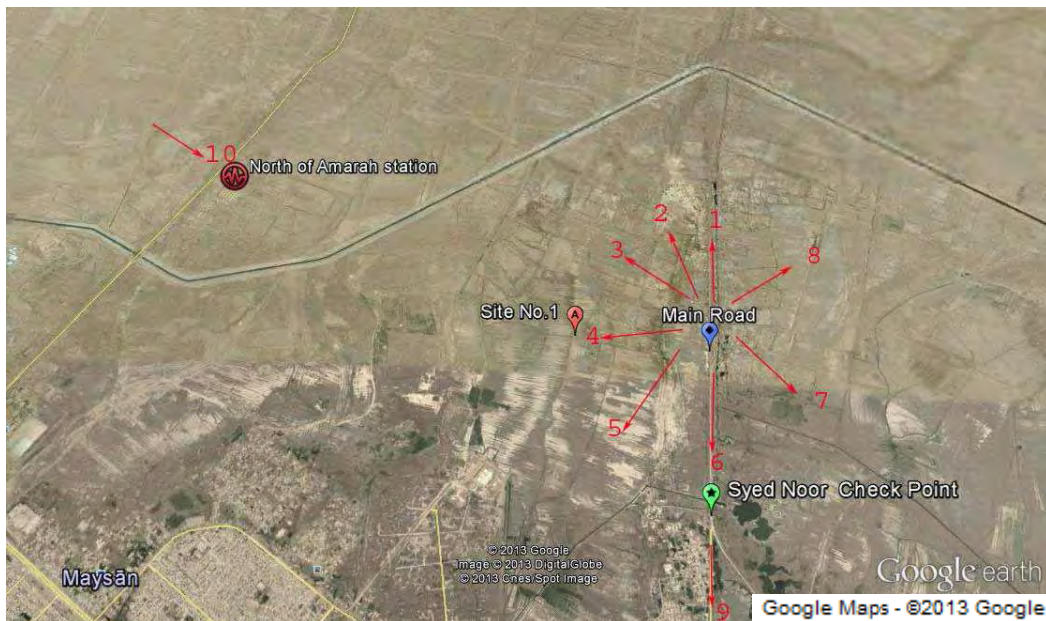 10
North of Amarah station
2
1
3
8
Site No.1
A
Main Road
4
7
5
6
Syed Noor Check Point
© 2013 Google
Image © 2013 DigitalGlobe
© 2013 Cnes/Spot Image
Maysān
Google earth
9
Google Maps - ©2013 Google